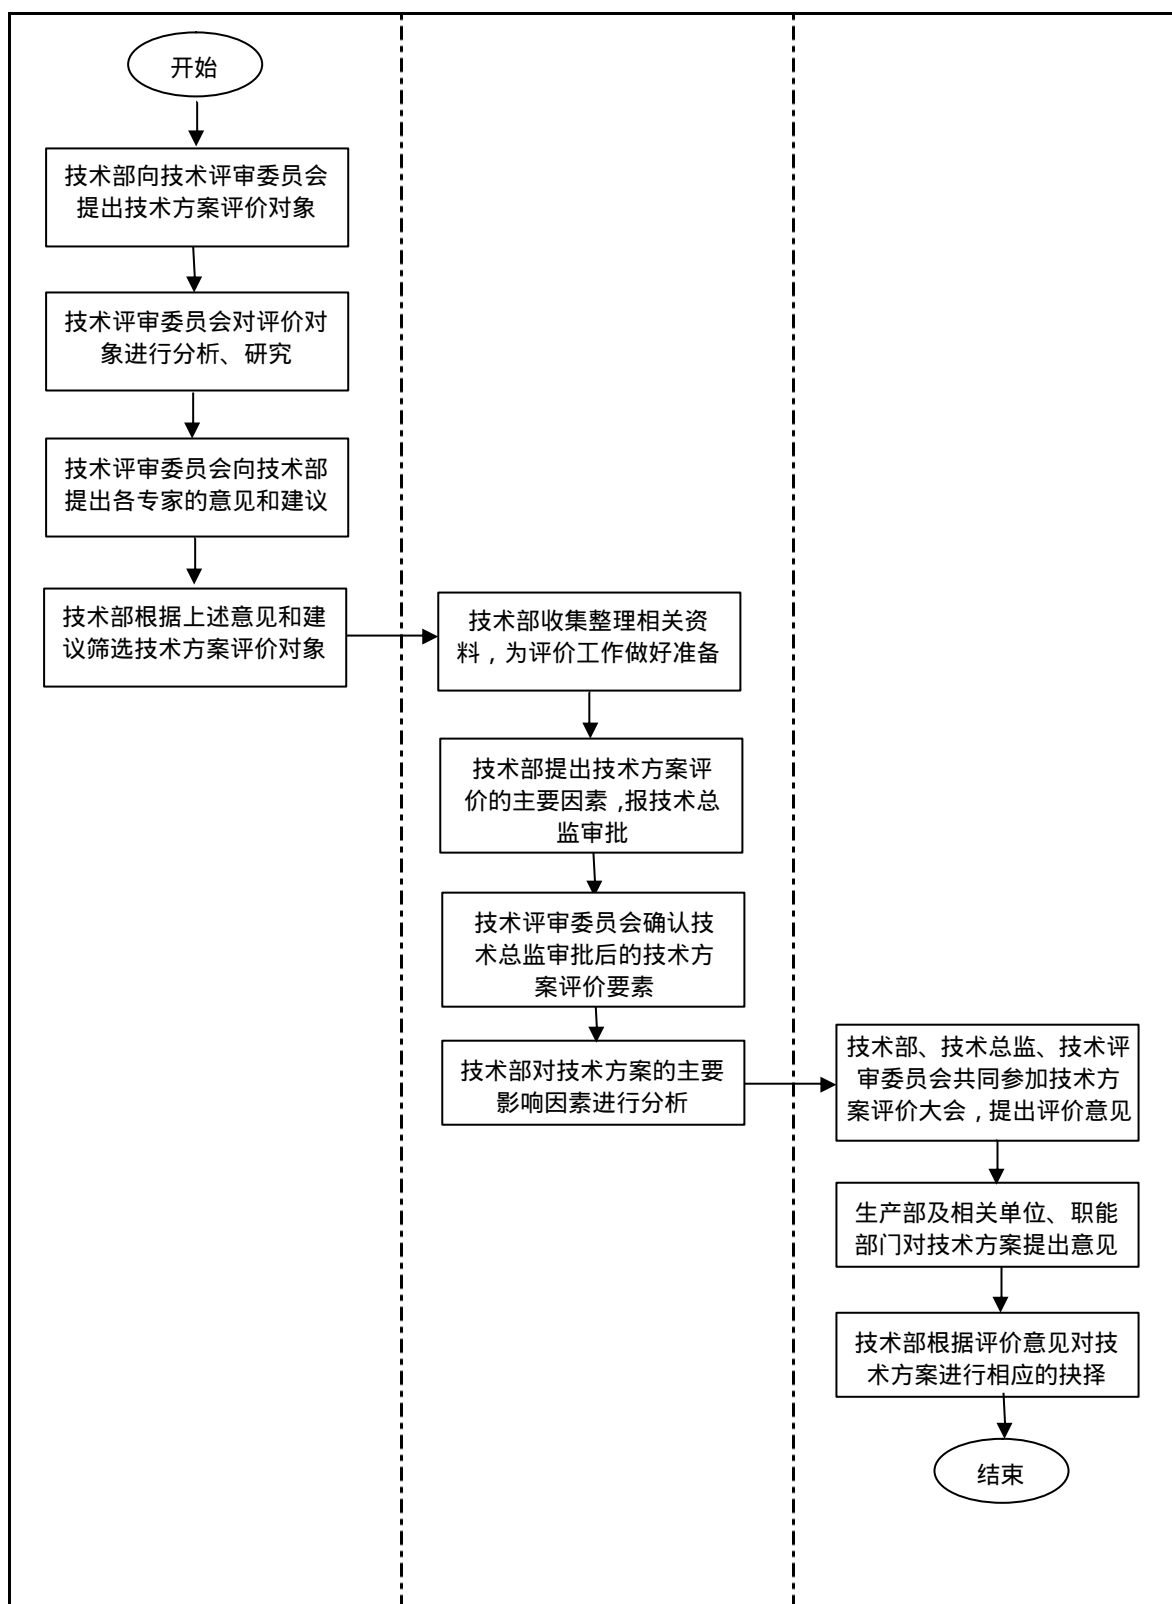 开始
技术部向技术评审委员会
提出技术方案评价对象
技术评审委员会对评价对
象进行分析、研究
技术评审委员会向技术部
提出各专家的意见和建议
技术部根据上述意见和建
议筛选技术方案评价对象
技术部收集整理相关资
料，为评价工作做好准备
技术部提出技术方案评
价的主要因素,报技术总
监审批
技术评审委员会确认技
术总监审批后的技术方
案评价要素
技术部对技术方案的主要
影响因素进行分析
技术部、技术总监、技术评
审委员会共同参加技术方
案评价大会，提出评价意见
生产部及相关单位、职能
部门对技术方案提出意见
技术部根据评价意见对技
术方案进行相应的抉择
结束